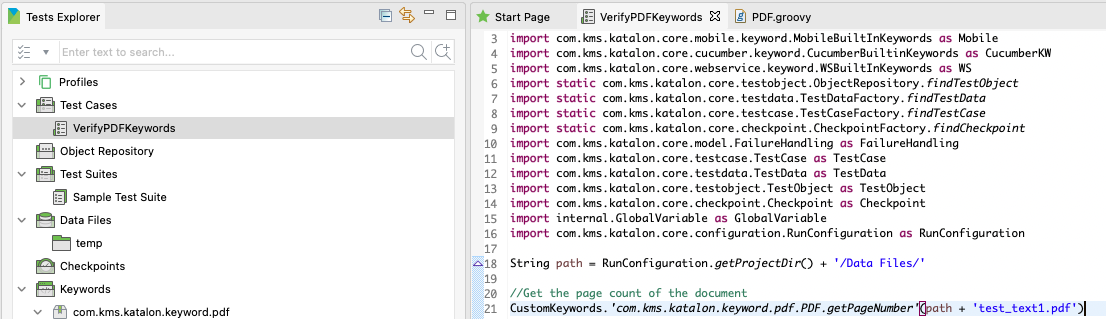 Tests Explorer
Enter text to search...
Profiles
Test Cases
VerifyPDFKeywords
Object Repository
Test Suites
Sample Test Suite
Data Files
temp
Checkpoints
Keywords
com.kms.katalon.keyword.pdf
Start Page
VerifyPDFKeywords
PDF.groovy
3 import com.kms.katalon.core.mobile.keyword.MobileBuiltInKeywords as Mobile
4 import com.kms.katalon.core.cucumber.keyword.CucumberBuiltinKeywords as CucumberKW
5 import com.kms.katalon.core.webservice.keyword.WSBuiltInKeywords as WS
6 import static com.kms.katalon.core.testobject.ObjectRepository.findTestObject
7 import static com.kms.katalon.core.testdata.TestDataFactory.findTestData
8 import static com.kms.katalon.core.testcase.TestCaseFactory.findTestCase
9 import static com.kms.katalon.core.checkpoint.CheckpointFactory.findCheckpoint
10 import com.kms.katalon.core.model.FailureHandling as FailureHandling
11 import com.kms.katalon.core.testcase.TestCase as TestCase
12 import com.kms.katalon.core.testdata.TestData as TestData
13 import com.kms.katalon.core.testobject.TestObject as TestObject
14 import com.kms.katalon.core.checkpoint.Checkpoint as Checkpoint
15 import internal.GlobalVariable as GlobalVariable
16 import com.kms.katalon.core.configuration.RunConfiguration as RunConfiguration
17
18 String path = RunConfiguration.getProjectDir() + '/Data Files/'
19
20 //Get the page count of the document
21 CustomKeywords.'com.kms.katalon.keyword.pdf.PDF.getPageNumber'(path + 'test_text1.pdf')